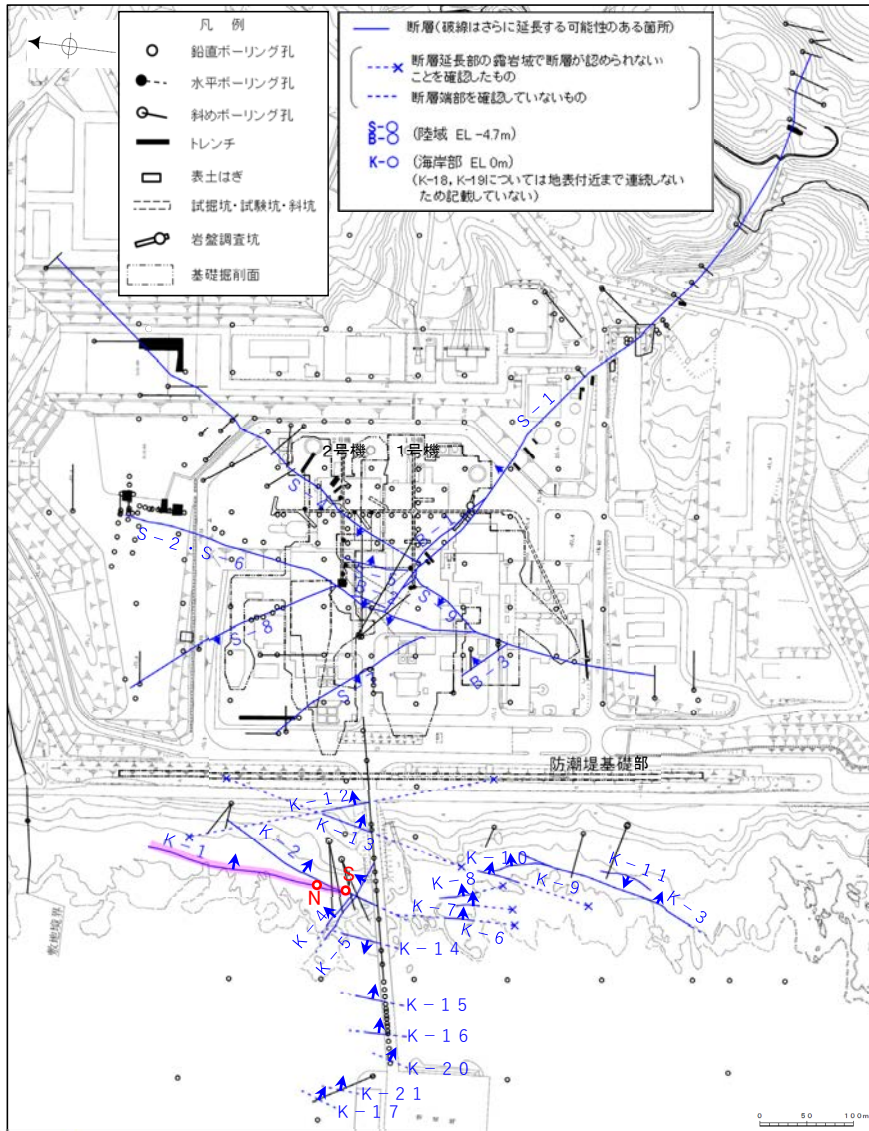 凡　例
鉛直ボーリング孔
水平ボーリング孔
斜めボーリング孔
トレンチ
表土はぎ
試掘坑・試験坑・斜坑
岩盤調査坑
基礎掘削面
断層(破線はさらに延長する可能性のある箇所)
断層延長部の露岩域で断層が認められない
ことを確認したもの
断層端部を確認していないもの
S-○
B-○
(陸域 EL -4.7m)
K-○
(海岸部 EL 0m)
(K-18, K-19については地表付近まで連続しない
ため記載していない)
S-1
2号機
1号機
S-4
B-1
S-2・S-6
B-2
S-9
S-8
S-7
B-3
防潮堤基礎部
K-12
K-13
K-1
K-2
K-10
K-11
K-8
K-9
K-3
S
N
K-7
K-6
K-4
K-5
K-14
敷地境界
K-15
K-16
K-20
K-21
K-17
0 50 100m